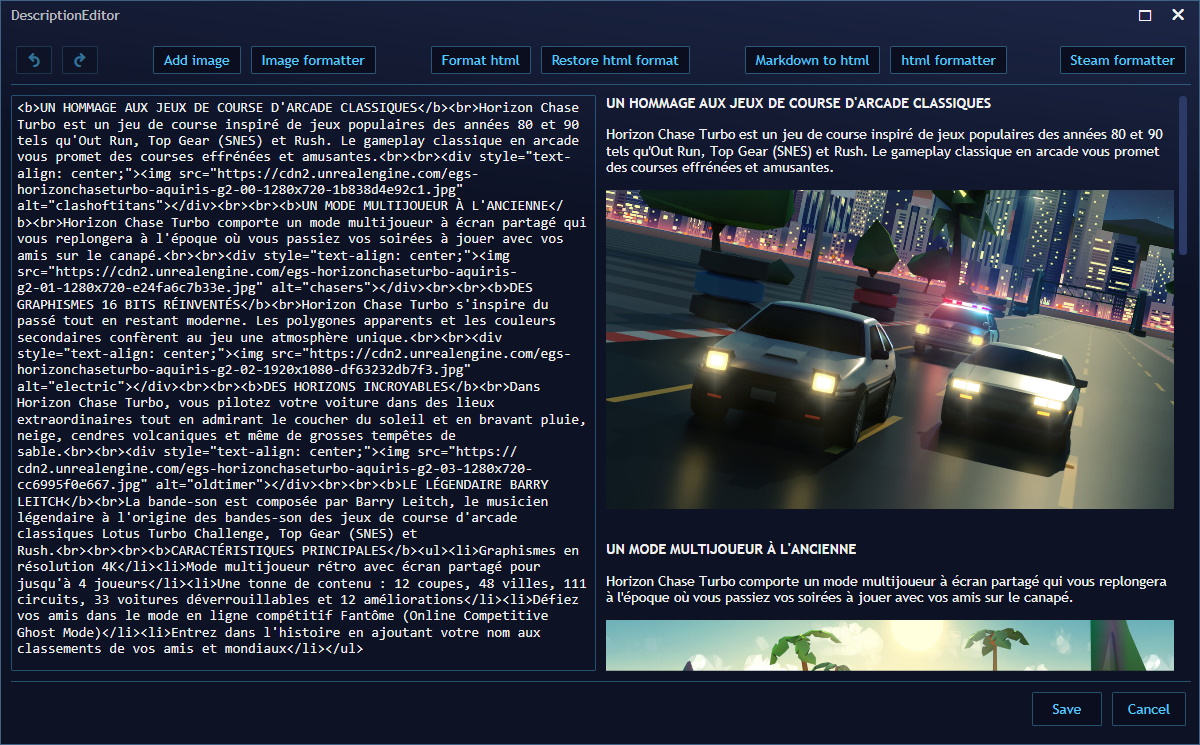 DescriptionEditor
Add image
Image formatter
Format html
Restore html format
Markdown to html
html formatter
Steam formatter
<b>UN HOMMAGE AUX JEUX DE COURSE D'ARCADE CLASSIQUES</b><br>Horizon Chase
Turbo est un jeu de course inspiré de jeux populaires des années 80 et 90
tels qu'Out Run, Top Gear (SNES) et Rush. Le gameplay classique en arcade
vous promet des courses effrénées et amusantes.<br><br><div style="text-
align: center;"><img src="https://cdn2.unrealengine.com/egs-
horizonchaseturbo-aquiris-g2-00-1280x720-1b838d4e92c1.jpg"
alt="clashoftitans"></div><br><br><b>UN MODE MULTIJOUEUR À L'ANCIENNE</
b><br>Horizon Chase Turbo comporte un mode multijoueur à écran partagé qui
vous replongera à l'époque où vous passiez vos soirées à jouer avec vos
amis sur le canapé.<br><br><div style="text-align: center;"><img
src="https://cdn2.unrealengine.com/egs-horizonchaseturbo-aquiris-
g2-01-1280x720-e24fa6c7b33e.jpg" alt="chasers"></div><br><br><b>DES
GRAPHISMES 16 BITS RÉINVENTÉS</b><br>Horizon Chase Turbo s'inspire du
passé tout en restant moderne. Les polygones apparents et les couleurs
secondaires confèrent au jeu une atmosphère unique.<br><br><div
style="text-align: center;"><img src="https://cdn2.unrealengine.com/egs-
horizonchaseturbo-aquiris-g2-02-1920x1080-df63232db7f3.jpg"
alt="electric"></div><br><br><b>DES HORIZONS INCROYABLES</b><br>Dans
Horizon Chase Turbo, vous pilotez votre voiture dans des lieux
extraordinaires tout en admirant le coucher du soleil et en bravant pluie,
neige, cendres volcaniques et même de grosses tempêtes de
sable.<br><br><div style="text-align: center;"><img src="https://
cdn2.unrealengine.com/egs-horizonchaseturbo-aquiris-g2-03-1280x720-
cc6995f0e667.jpg" alt="oldtimer"></div><br><br><b>LE LÉGENDAIRE BARRY
LEITCH</b><br>La bande-son est composée par Barry Leitch, le musicien
légendaire à l'origine des bandes-son des jeux de course d'arcade
classiques Lotus Turbo Challenge, Top Gear (SNES) et
Rush.<br><br><br><b>CARACTÉRISTIQUES PRINCIPALES</b><ul><li>Graphismes en
résolution 4K</li><li>Mode multijoueur rétro avec écran partagé pour
jusqu'à 4 joueurs</li><li>Une tonne de contenu : 12 coupes, 48 villes, 111
circuits, 33 voitures déverrouillables et 12 améliorations</li><li>Défiez
vos amis dans le mode en ligne compétitif Fantôme (Online Competitive
Ghost Mode)</li><li>Entrez dans l'histoire en ajoutant votre nom aux
classements de vos amis et mondiaux</li></ul>
UN HOMMAGE AUX JEUX DE COURSE D'ARCADE CLASSIQUES
Horizon Chase Turbo est un jeu de course inspiré de jeux populaires des années 80 et 90
tels qu'Out Run, Top Gear (SNES) et Rush. Le gameplay classique en arcade vous promet
des courses effrénées et amusantes.
UN MODE MULTIJOUEUR À L'ANCIENNE
Horizon Chase Turbo comporte un mode multijoueur à écran partagé qui vous replongera
à l'époque où vous passiez vos soirées à jouer avec vos amis sur le canapé.
Save
Cancel